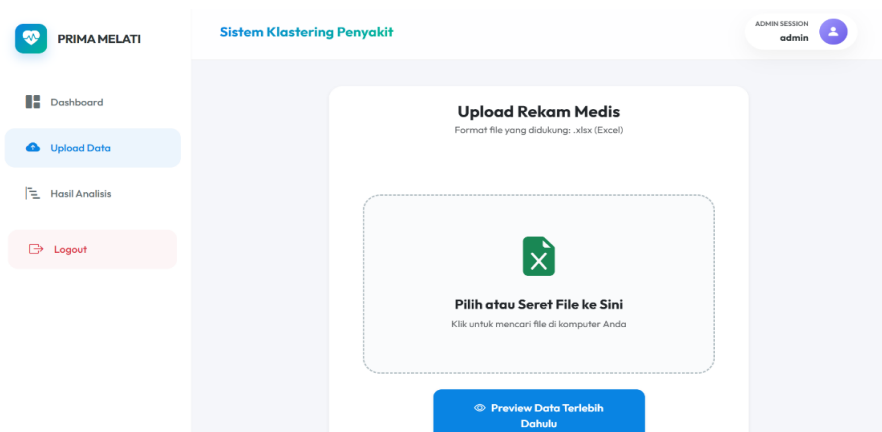 PRIMA MELATI
Sistem Klastering Penyakit
ADMIN SESSION
admin
Dashboard
Upload Data
Hasil Analisis
Logout
Upload Rekam Medis
Format file yang didukung: .xlsx (Excel)
Pilih atau Seret File ke Sini
Klik untuk mencari file di komputer Anda
Preview Data Terlebih
Dahulu